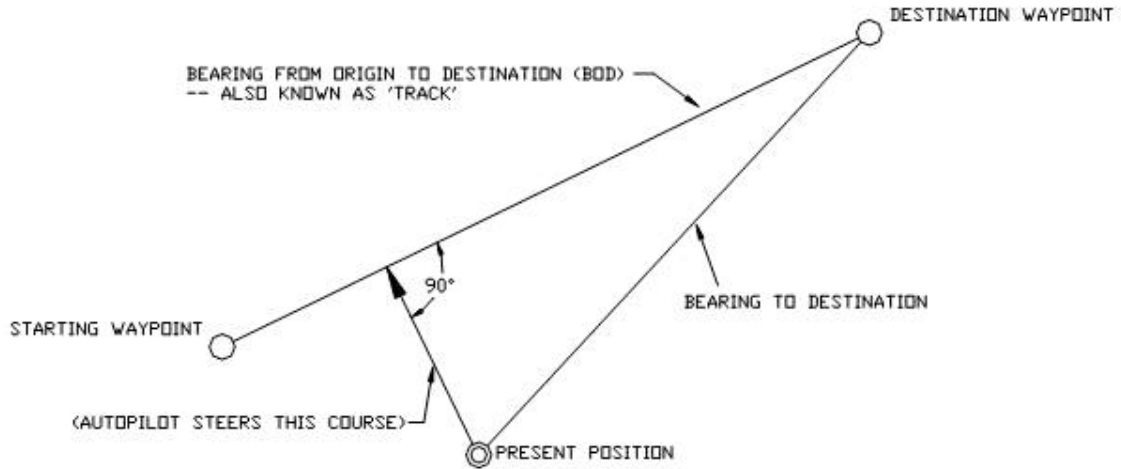 DESTINATION WAYPOINT
BEARING FROM ORIGIN TO DESTINATION (BOD)
-- ALSO KNOWN AS 'TRACK'
90°
BEARING TO DESTINATION
STARTING WAYPOINT
(AUTOPILOT STEERS THIS COURSE)
PRESENT POSITION